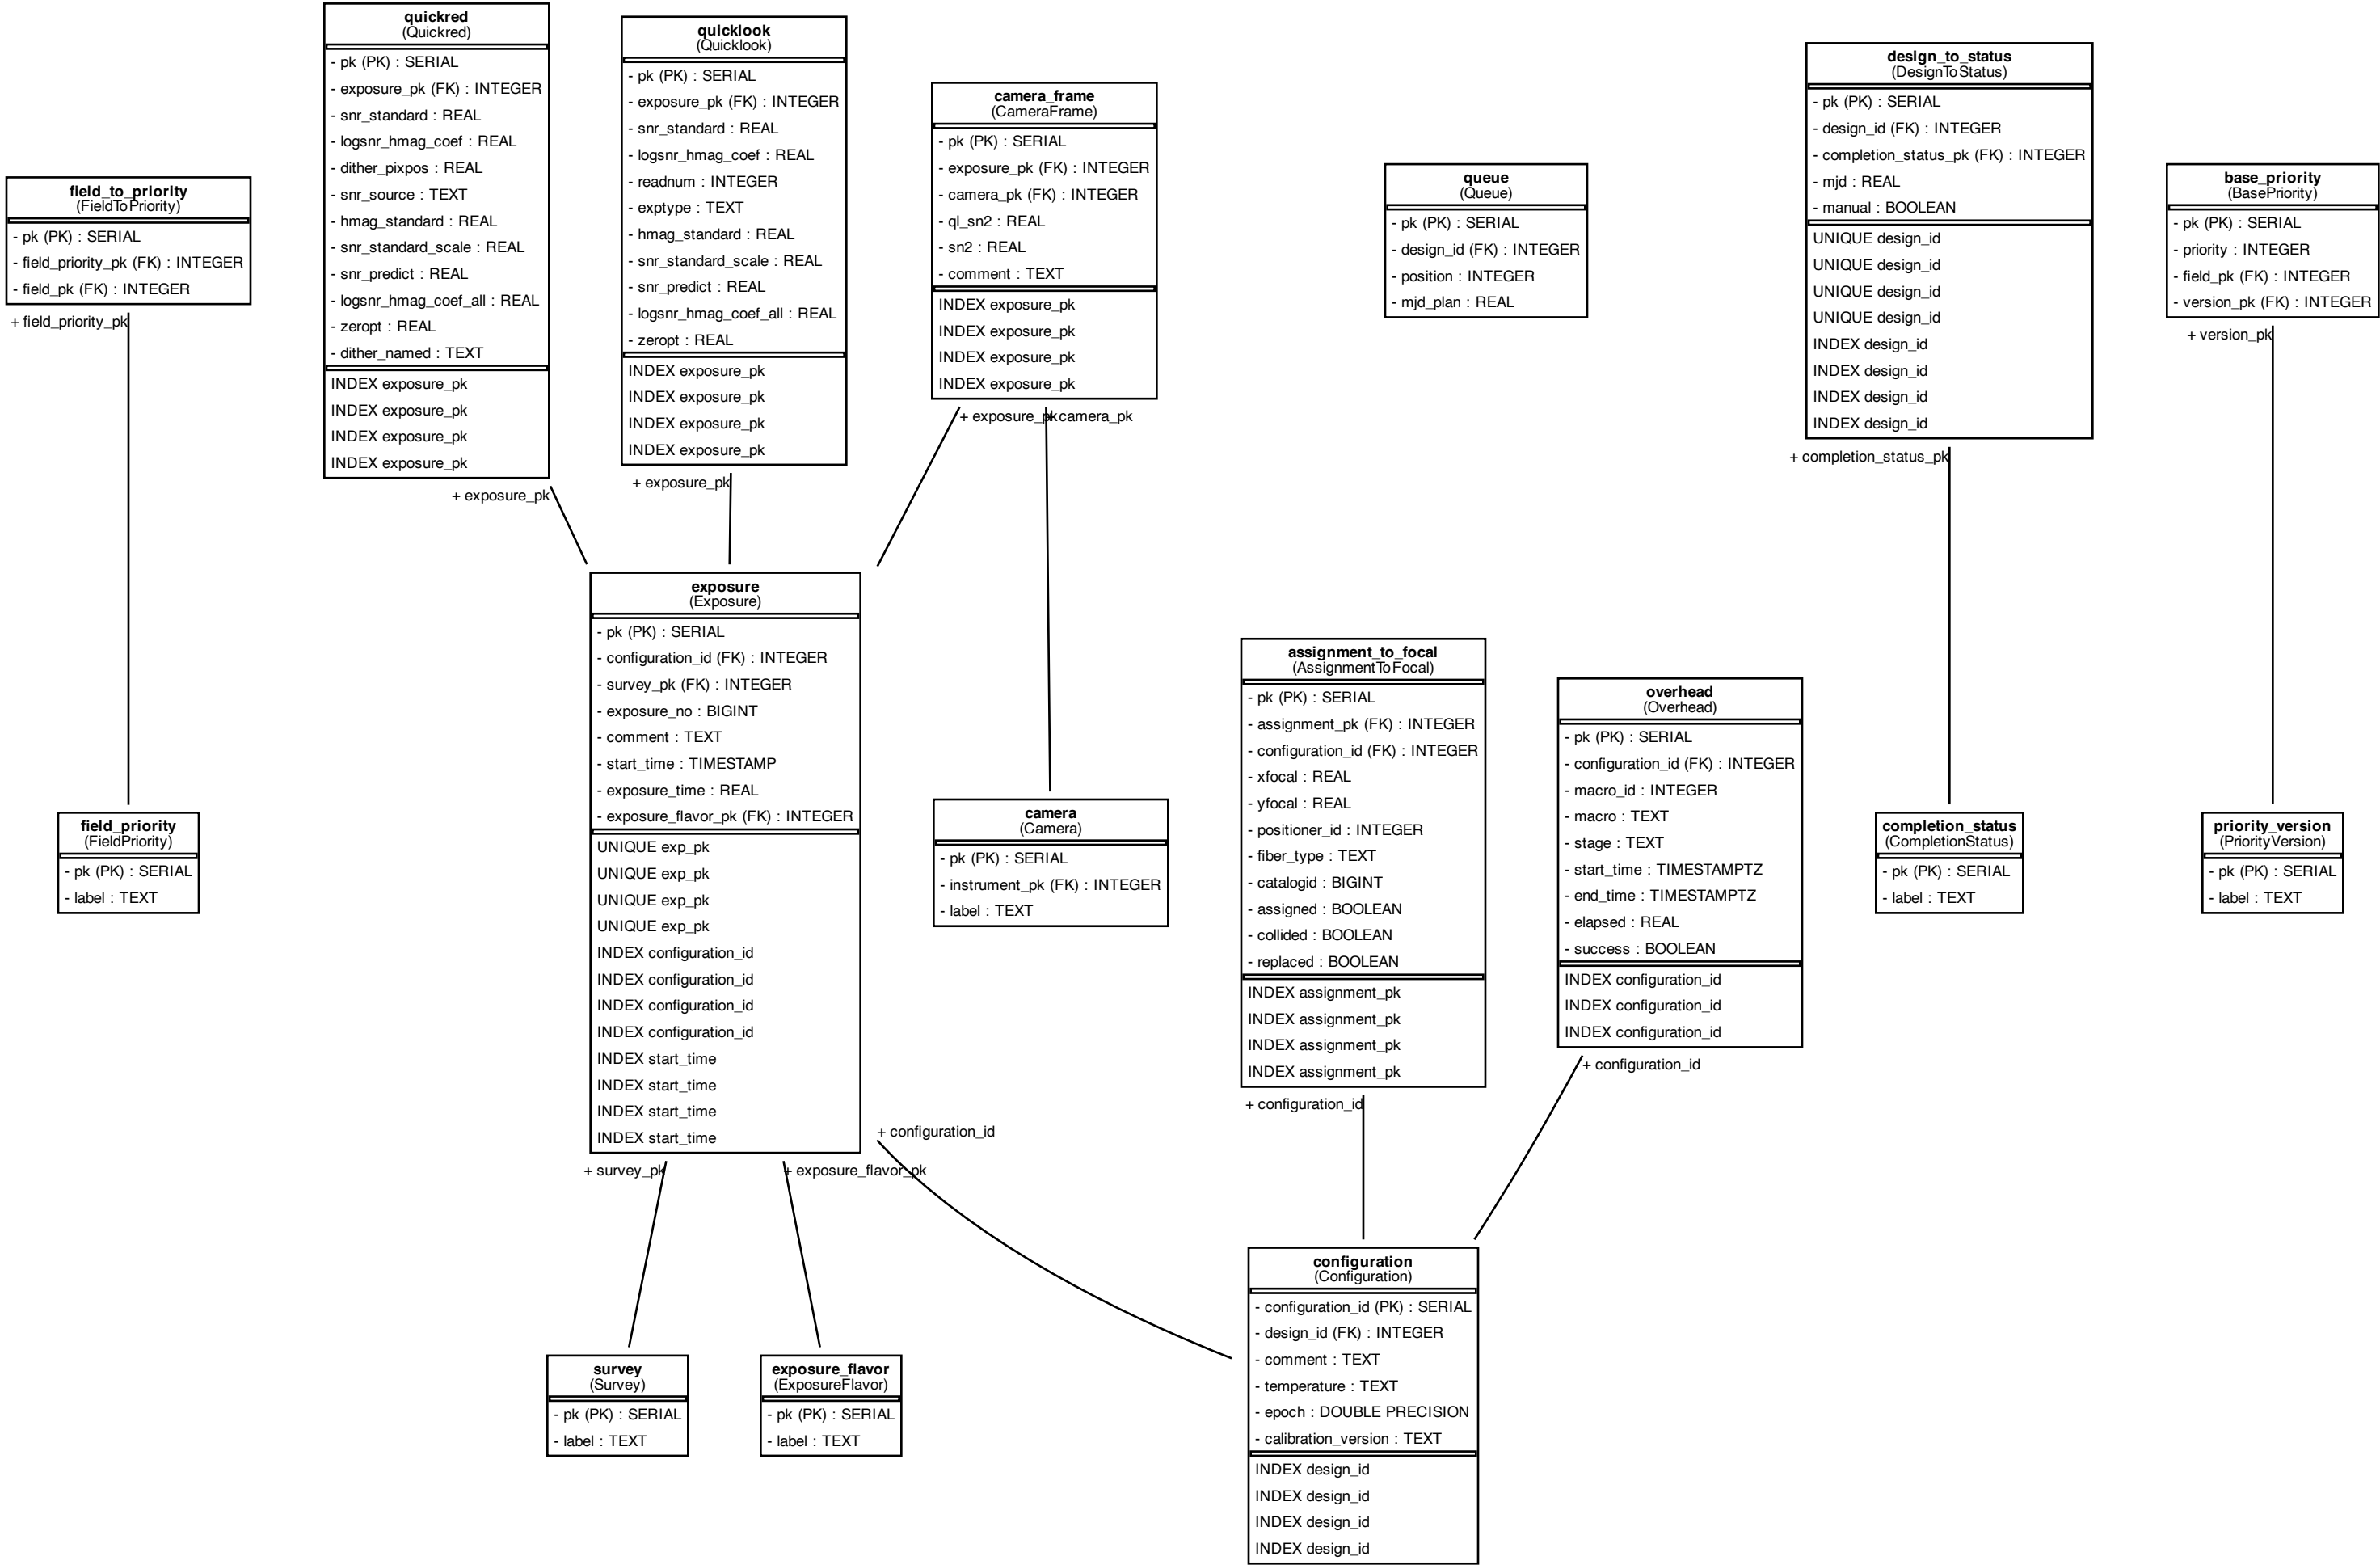 quickred
(Quickred)
- pk (PK) : SERIAL
- exposure_pk (FK) : INTEGER
- snr_standard : REAL
- logsnr_hmag_coef : REAL
- dither_pixpos : REAL
- snr_source : TEXT
- hmag_standard : REAL
- snr_standard_scale : REAL
- snr_predict : REAL
- logsnr_hmag_coef_all : REAL
- zeropt : REAL
- dither_named : TEXT
INDEX exposure_pk
INDEX exposure_pk
INDEX exposure_pk
INDEX exposure_pk
+ exposure_pk
quicklook
(Quicklook)
- pk (PK) : SERIAL
- exposure_pk (FK) : INTEGER
- snr_standard : REAL
- logsnr_hmag_coef : REAL
- readnum : INTEGER
- exptype : TEXT
- hmag_standard : REAL
- snr_standard_scale : REAL
- snr_predict : REAL
- logsnr_hmag_coef_all : REAL
- zeropt : REAL
INDEX exposure_pk
INDEX exposure_pk
INDEX exposure_pk
INDEX exposure_pk
+ exposure_pk
camera_frame
(CameraFrame)
- pk (PK) : SERIAL
- exposure_pk (FK) : INTEGER
- camera_pk (FK) : INTEGER
- ql_sn2 : REAL
- sn2 : REAL
- comment : TEXT
INDEX exposure_pk
INDEX exposure_pk
INDEX exposure_pk
INDEX exposure_pk
+ exposure_pk
+ camera_pk
queue
(Queue)
- pk (PK) : SERIAL
- design_id (FK) : INTEGER
- position : INTEGER
- mjd_plan : REAL
design_to_status
(DesignToStatus)
- pk (PK) : SERIAL
- design_id (FK) : INTEGER
- completion_status_pk (FK) : INTEGER
- mjd : REAL
- manual : BOOLEAN
UNIQUE design_id
UNIQUE design_id
UNIQUE design_id
UNIQUE design_id
INDEX design_id
INDEX design_id
INDEX design_id
INDEX design_id
+ completion_status_pk
base_priority
(BasePriority)
- pk (PK) : SERIAL
- priority : INTEGER
- field_pk (FK) : INTEGER
- version_pk (FK) : INTEGER
+ version_pk
field_to_priority
(FieldToPriority)
- pk (PK) : SERIAL
- field_priority_pk (FK) : INTEGER
- field_pk (FK) : INTEGER
+ field_priority_pk
exposure
(Exposure)
- pk (PK) : SERIAL
- configuration_id (FK) : INTEGER
- survey_pk (FK) : INTEGER
- exposure_no : BIGINT
- comment : TEXT
- start_time : TIMESTAMP
- exposure_time : REAL
- exposure_flavor_pk (FK) : INTEGER
UNIQUE exp_pk
UNIQUE exp_pk
UNIQUE exp_pk
UNIQUE exp_pk
INDEX configuration_id
INDEX configuration_id
INDEX configuration_id
INDEX configuration_id
INDEX start_time
INDEX start_time
INDEX start_time
INDEX start_time
+ survey_pk
+ exposure_flavor_pk
+ configuration_id
assignment_to_focal
(AssignmentToFocal)
- pk (PK) : SERIAL
- assignment_pk (FK) : INTEGER
- configuration_id (FK) : INTEGER
- xfocal : REAL
- yfocal : REAL
- positioner_id : INTEGER
- fiber_type : TEXT
- catalogid : BIGINT
- assigned : BOOLEAN
- collided : BOOLEAN
- replaced : BOOLEAN
INDEX assignment_pk
INDEX assignment_pk
INDEX assignment_pk
INDEX assignment_pk
+ configuration_id
overhead
(Overhead)
- pk (PK) : SERIAL
- configuration_id (FK) : INTEGER
- macro_id : INTEGER
- macro : TEXT
- stage : TEXT
- start_time : TIMESTAMPTZ
- end_time : TIMESTAMPTZ
- elapsed : REAL
- success : BOOLEAN
INDEX configuration_id
INDEX configuration_id
INDEX configuration_id
+ configuration_id
field_priority
(FieldPriority)
- pk (PK) : SERIAL
- label : TEXT
camera
(Camera)
- pk (PK) : SERIAL
- instrument_pk (FK) : INTEGER
- label : TEXT
completion_status
(CompletionStatus)
- pk (PK) : SERIAL
- label : TEXT
priority_version
(PriorityVersion)
- pk (PK) : SERIAL
- label : TEXT
survey
(Survey)
- pk (PK) : SERIAL
- label : TEXT
exposure_flavor
(ExposureFlavor)
- pk (PK) : SERIAL
- label : TEXT
configuration
(Configuration)
- configuration_id (PK) : SERIAL
- design_id (FK) : INTEGER
- comment : TEXT
- temperature : TEXT
- epoch : DOUBLE PRECISION
- calibration_version : TEXT
INDEX design_id
INDEX design_id
INDEX design_id
INDEX design_id